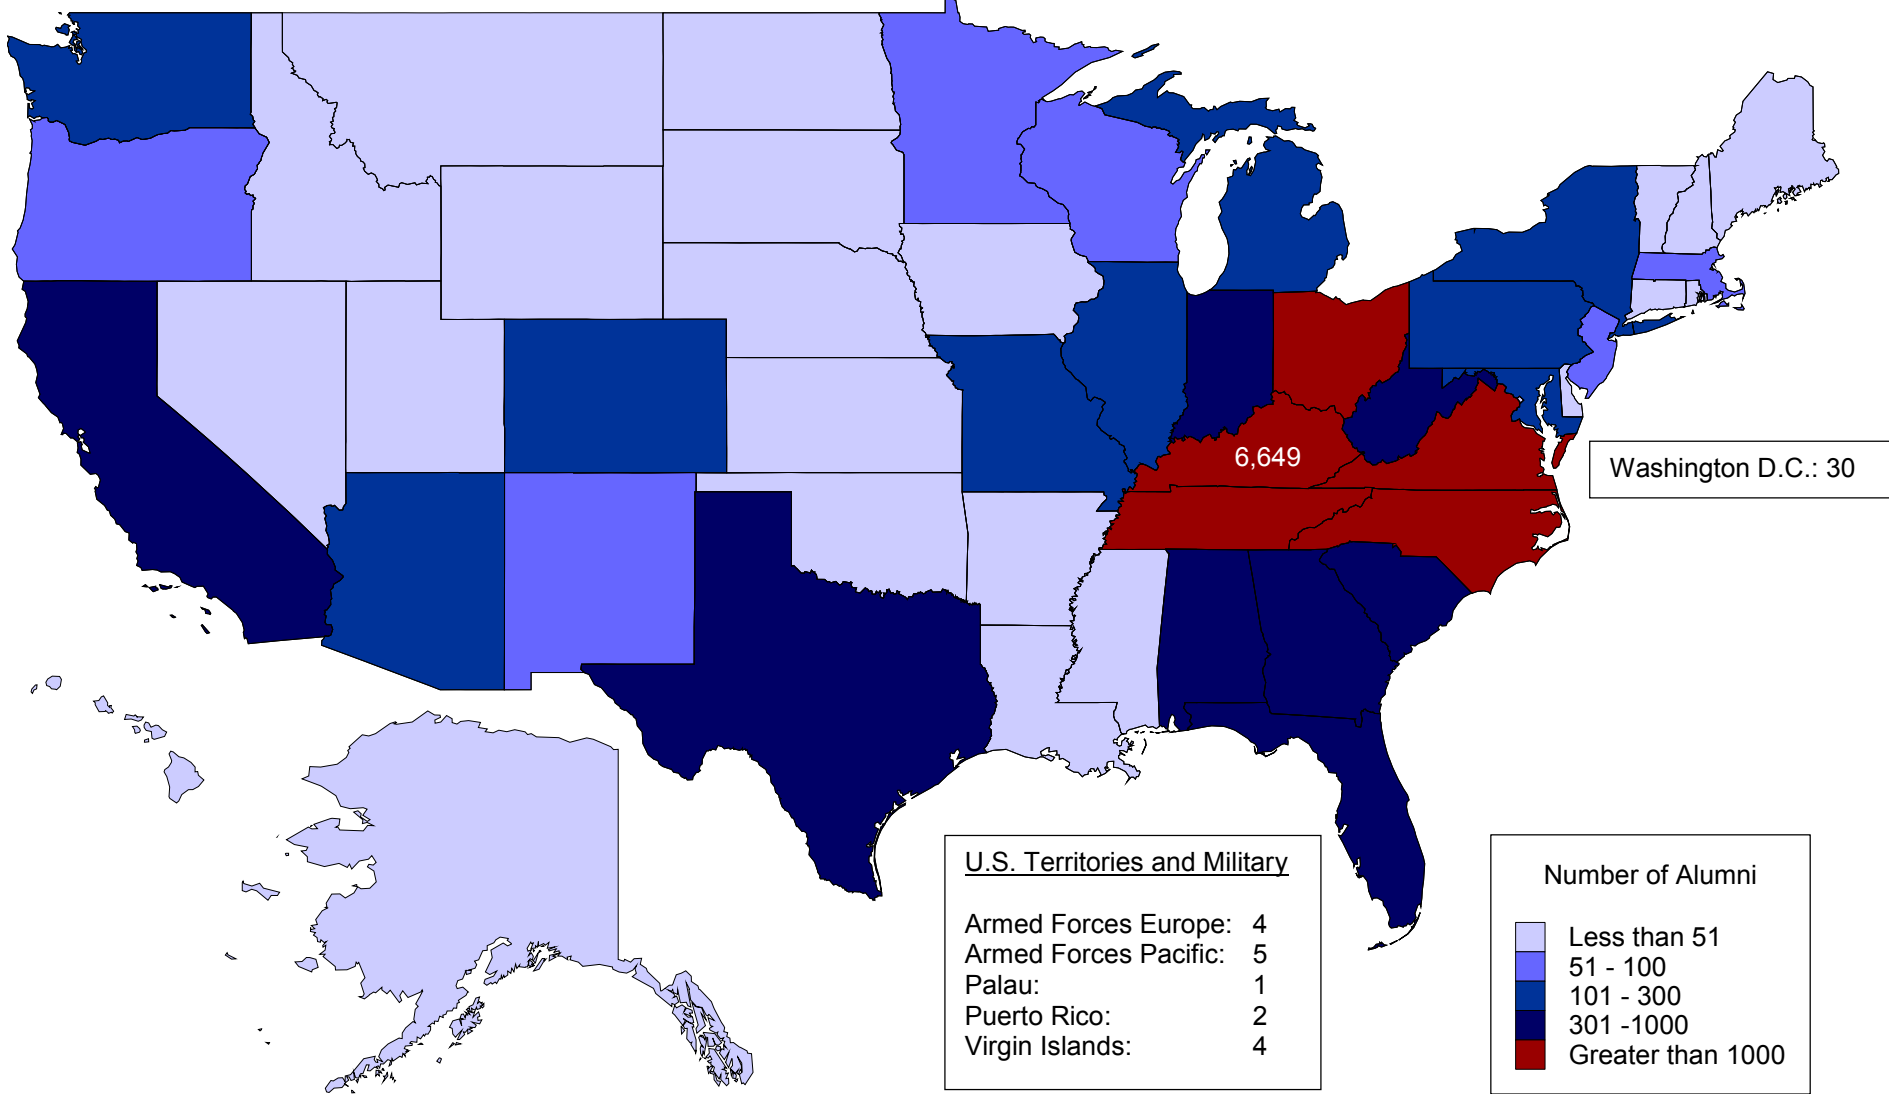 6,649
Washington D.C.: 30
U.S. Territories and Military
Armed Forces Europe: 4
Armed Forces Pacific: 5
Palau: 1
Puerto Rico: 2
Virgin Islands: 4
Number of Alumni
Less than 51
51 - 100
101 - 300
301 -1000
Greater than 1000